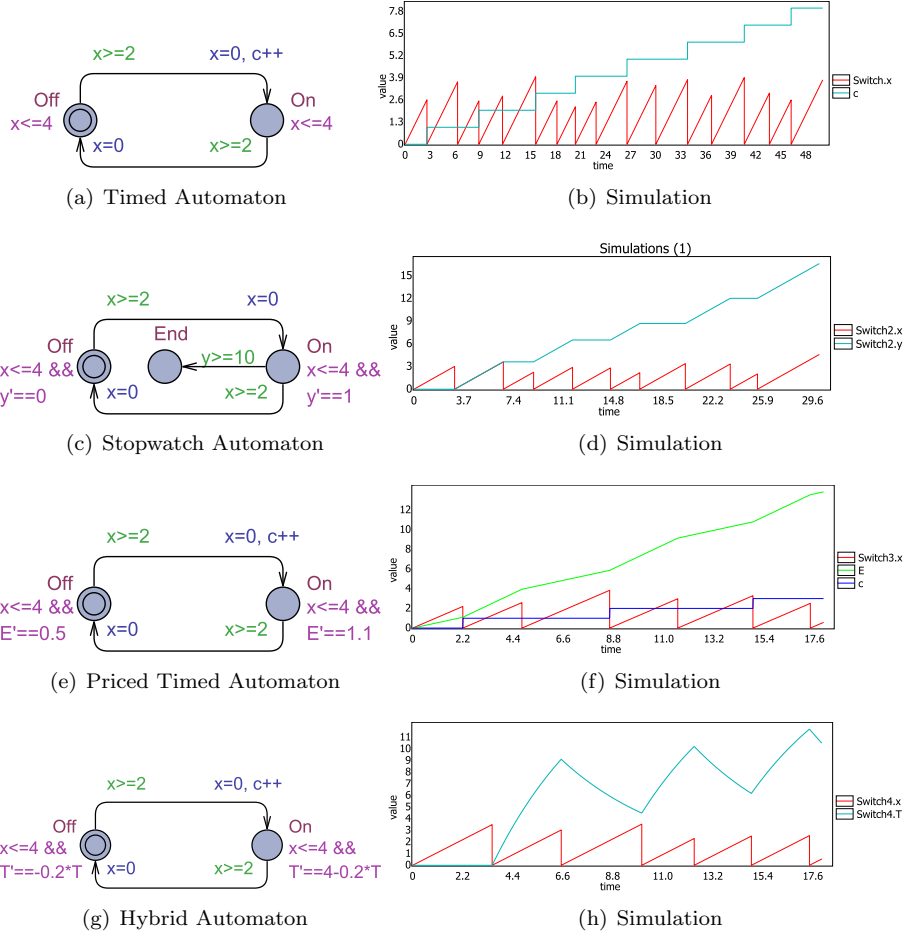 x>=2
x=0, c++
Off
On
x<=4
x<=4
x=0
x>=2
(a) Timed Automaton
7.8
6.5
5.2
3.9
2.6
1.3
0
value
0 3 6 9 12 15 18 21 24 27 30 33 36 39 42 45 48
time
Switch.x
c
(b) Simulation
x>=2
x=0
End
Off
On
y>=10
x<=4 &&
x<=4 &&
x=0
x>=2
y'==0
y'==1
(c) Stopwatch Automaton
Simulations (1)
15
12
9
6
3
0
value
0 3.7 7.4 11.1 14.8 18.5 22.2 25.9 29.6
time
Switch2.x
Switch2.y
(d) Simulation
x>=2
x=0, c++
Off
On
x<=4 &&
x<=4 &&
E'==0.5
x=0
x>=2
E'==1.1
(e) Priced Timed Automaton
12
10
8
6
4
2
0
value
0 2.2 4.4 6.6 8.8 11.0 13.2 15.4 17.6
time
Switch3.x
E
c
(f) Simulation
x>=2
x=0, c++
Off
On
x<=4 &&
x<=4 &&
T'==-0.2*T
x=0
x>=2
T'==4-0.2*T
(g) Hybrid Automaton
11
10
9
8
7
6
5
4
3
2
1
0
value
0 2.2 4.4 6.6 8.8 11.0 13.2 15.4 17.6
time
Switch4.x
Switch4.T
(h) Simulation